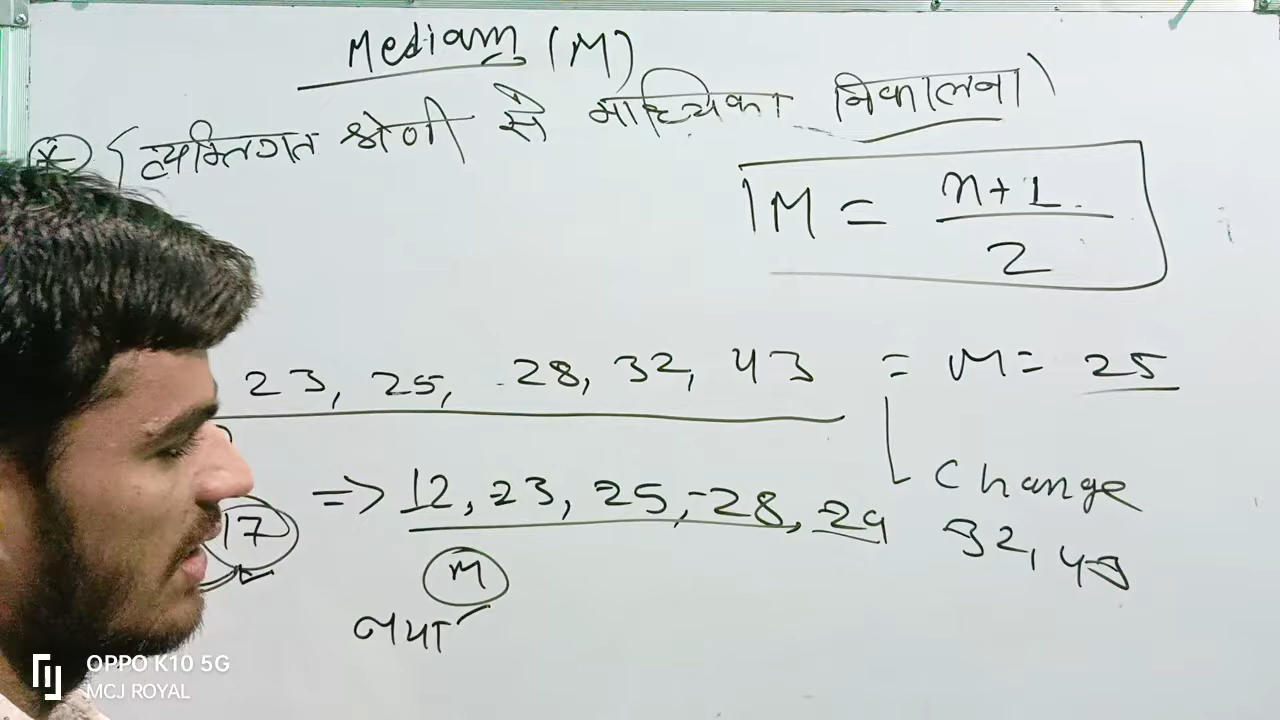 Median (M)
* (व्यक्तिगत श्रेणी से माध्यिका निकालना)
M = n+1
2
23, 25, 28, 32, 43 = M = 25
Change
17 => 12, 23, 25, 28, 29 32, 43
M
नया
OPPO K10 5G
MCJ ROYAL